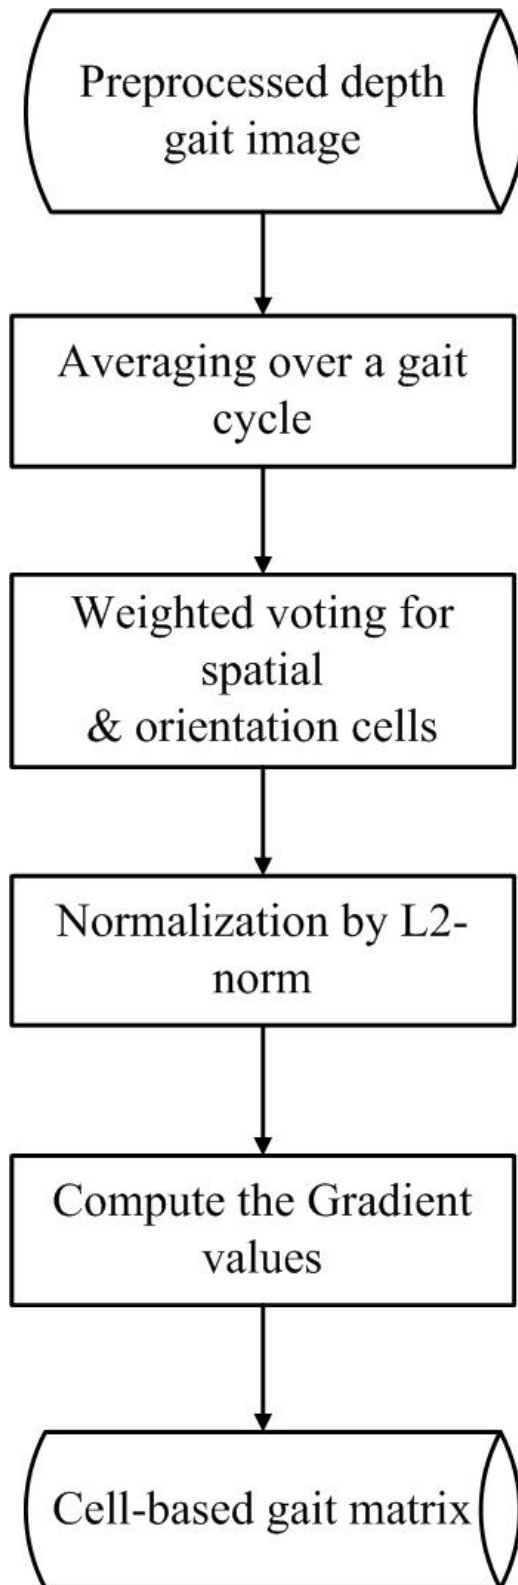 Preprocessed depth
gait image
Averaging over a gait
cycle
Weighted voting for
spatial
& orientation cells
Normalization by L2-
norm
Compute the Gradient
values
Cell-based gait matrix